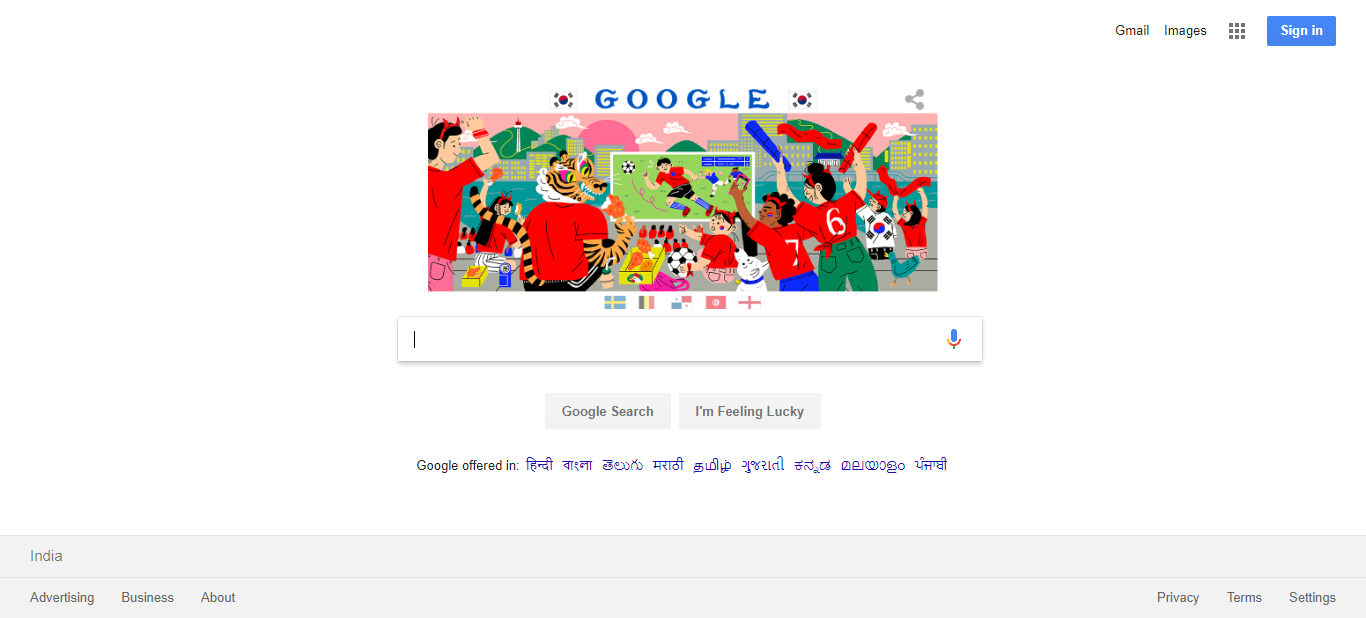 Gmail Images Sign in
GOOGLE
7 6
Google Search I'm Feeling Lucky
Google offered in: हिन्दी বাংলা తెలుగు मराठी தமிழ் ગુજરાતી ಕನ್ನಡ മലയാളം ਪੰਜਾਬੀ
India
Advertising Business About Privacy Terms Settings